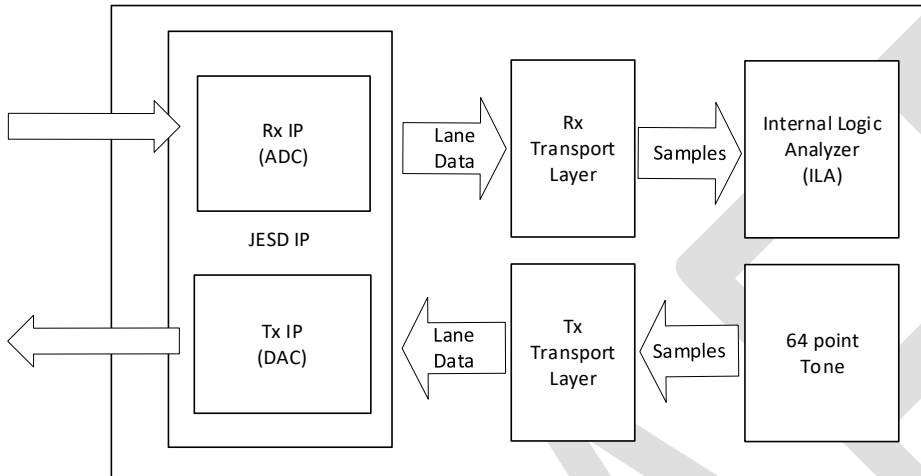 Rx IP
(ADC)
Lane
Data
Rx
Transport
Layer
Samples
Internal Logic
Analyzer
(ILA)
JESD IP
Tx IP
(DAC)
Lane
Data
Tx
Transport
Layer
Samples
64 point
Tone